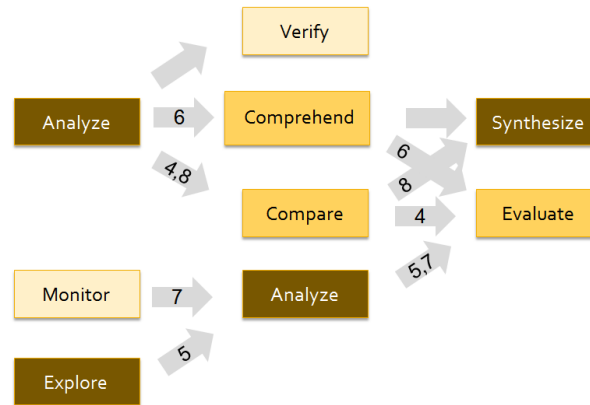 Verify
Analyze
6
Comprehend
Synthesize
4,8
6
8
Compare
4
Evaluate
Monitor
7
Analyze
5,7
Explore
5